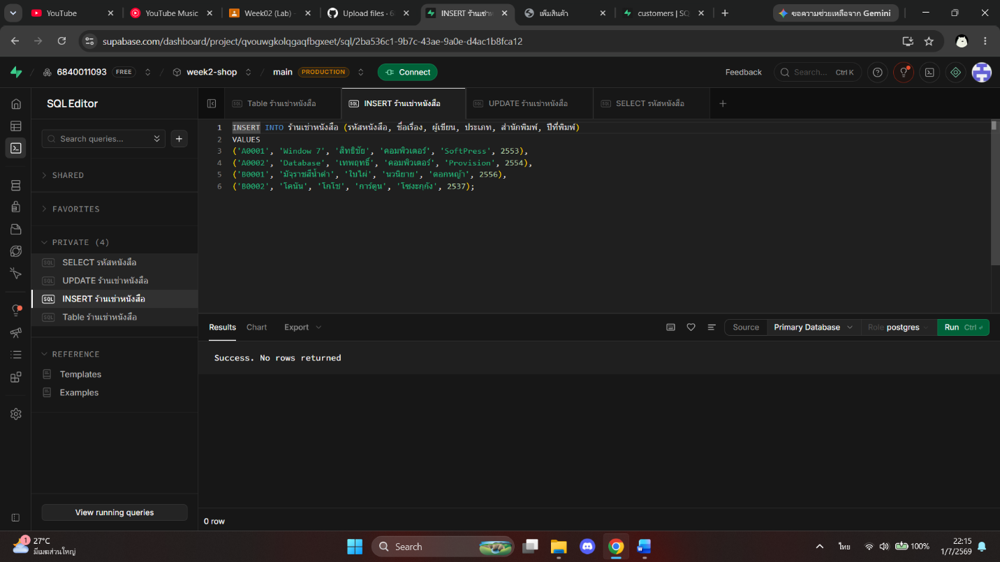 YouTube
YouTube Music
Week02 (Lab) -
Upload files · 6
INSERT ร้านเช่าห
เพิ่มสินค้า
customers | SQ
ขอความช่วยเหลือจาก Gemini
supabase.com/dashboard/project/qvouwgkolqgaqfbgxeet/sql/2ba536c1-9b7c-43ae-9a0e-d4ac1b8fca12
6840011093 FREE
week2-shop
main PRODUCTION
Connect
Feedback
Search... Ctrl K
SQL Editor
SQL Table ร้านเช่าหนังสือ
SQL INSERT ร้านเช่าหนังสือ
SQL UPDATE ร้านเช่าหนังสือ
SQL SELECT รหัสหนังสือ
Search queries...
SHARED
FAVORITES
PRIVATE (4)
SQL SELECT รหัสหนังสือ
SQL UPDATE ร้านเช่าหนังสือ
SQL INSERT ร้านเช่าหนังสือ
SQL Table ร้านเช่าหนังสือ
REFERENCE
Templates
Examples
View running queries
1 INSERT INTO ร้านเช่าหนังสือ (รหัสหนังสือ, ชื่อเรื่อง, ผู้เขียน, ประเภท, สำนักพิมพ์, ปีที่พิมพ์)
2 VALUES
3 ('A0001', 'Window 7', 'สิทธิชัย', 'คอมพิวเตอร์', 'SoftPress', 2553),
4 ('A0002', 'Database', 'เทพฤทธิ์', 'คอมพิวเตอร์', 'Provision', 2554),
5 ('B0001', 'มัจุราชสีน้ำดำ', 'ใบไผ่', 'นวนิยาย', 'ดอกหญ้า', 2556),
6 ('B0002', 'โคนัน', 'โกโช', 'การ์ตูน', 'โชงะกุกัง', 2537);
Results
Chart
Export
Source
Primary Database
Role postgres
Run Ctrl
Success. No rows returned
0 row
1
27°C
มีเมฆส่วนใหญ่
Search
ไทย
100%
22:15
1/7/2569